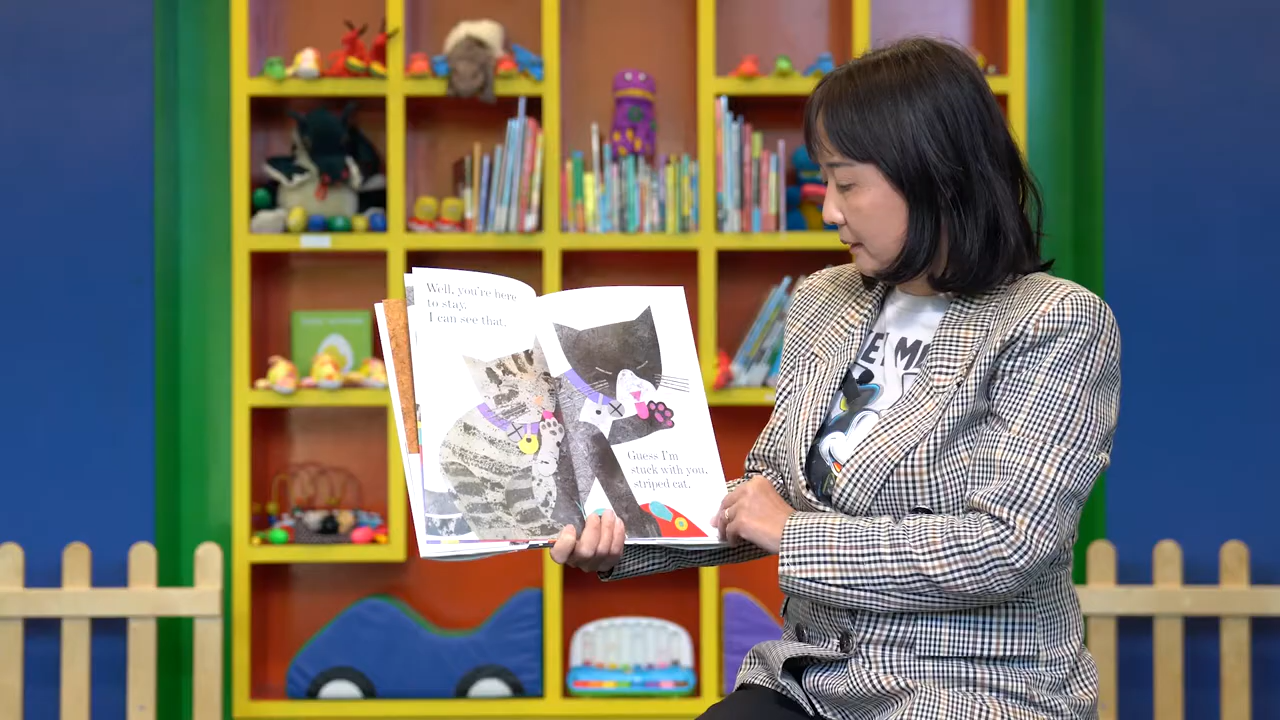 Well, you're here
to stay.
I can see that.
Guess I'm
stuck with you,
striped cat.